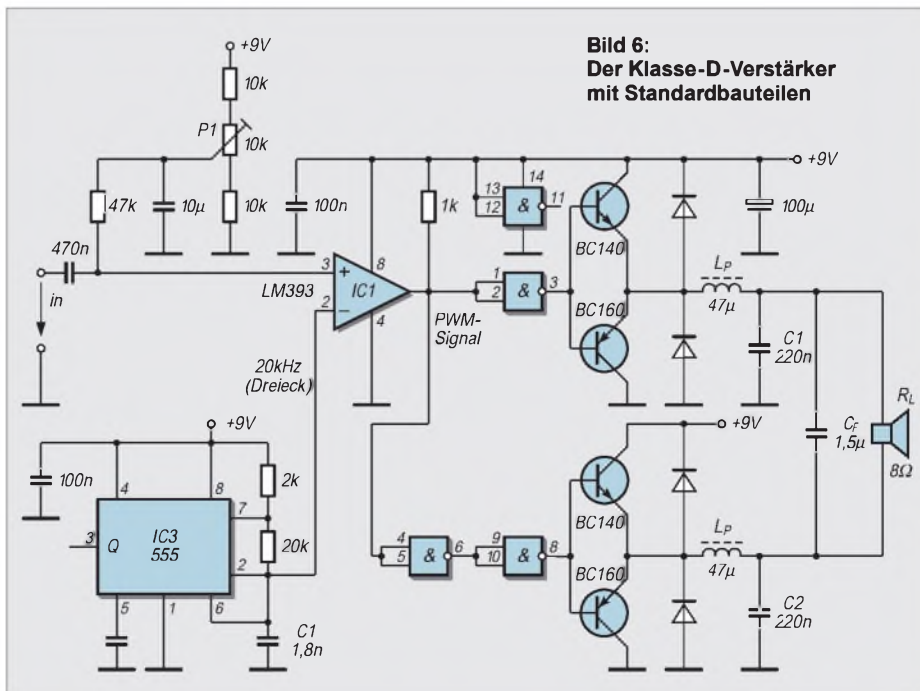 Bild 6:
Der Klasse-D-Verstärker
mit Standardbauteilen
+9V
10k
P1
10k
10k
47k
10µ
470n
in
100n
1k
13
12
14
&
11
+9V
BC140
100µ
3
+
8
LM393
IC1
2
–
4
1
2
&
3
BC160
PWM-
Signal
LP
47µ
C1
220n
20kHz
(Dreieck)
RL
CF
1,5µ
8Ω
+9V
100n
4
8
2k
7
3
Q
IC3
555
20k
2
5
1
6
C1
1,8n
+9V
BC140
4
5
&
6
9
10
&
8
BC160
LP
47µ
C2
220n